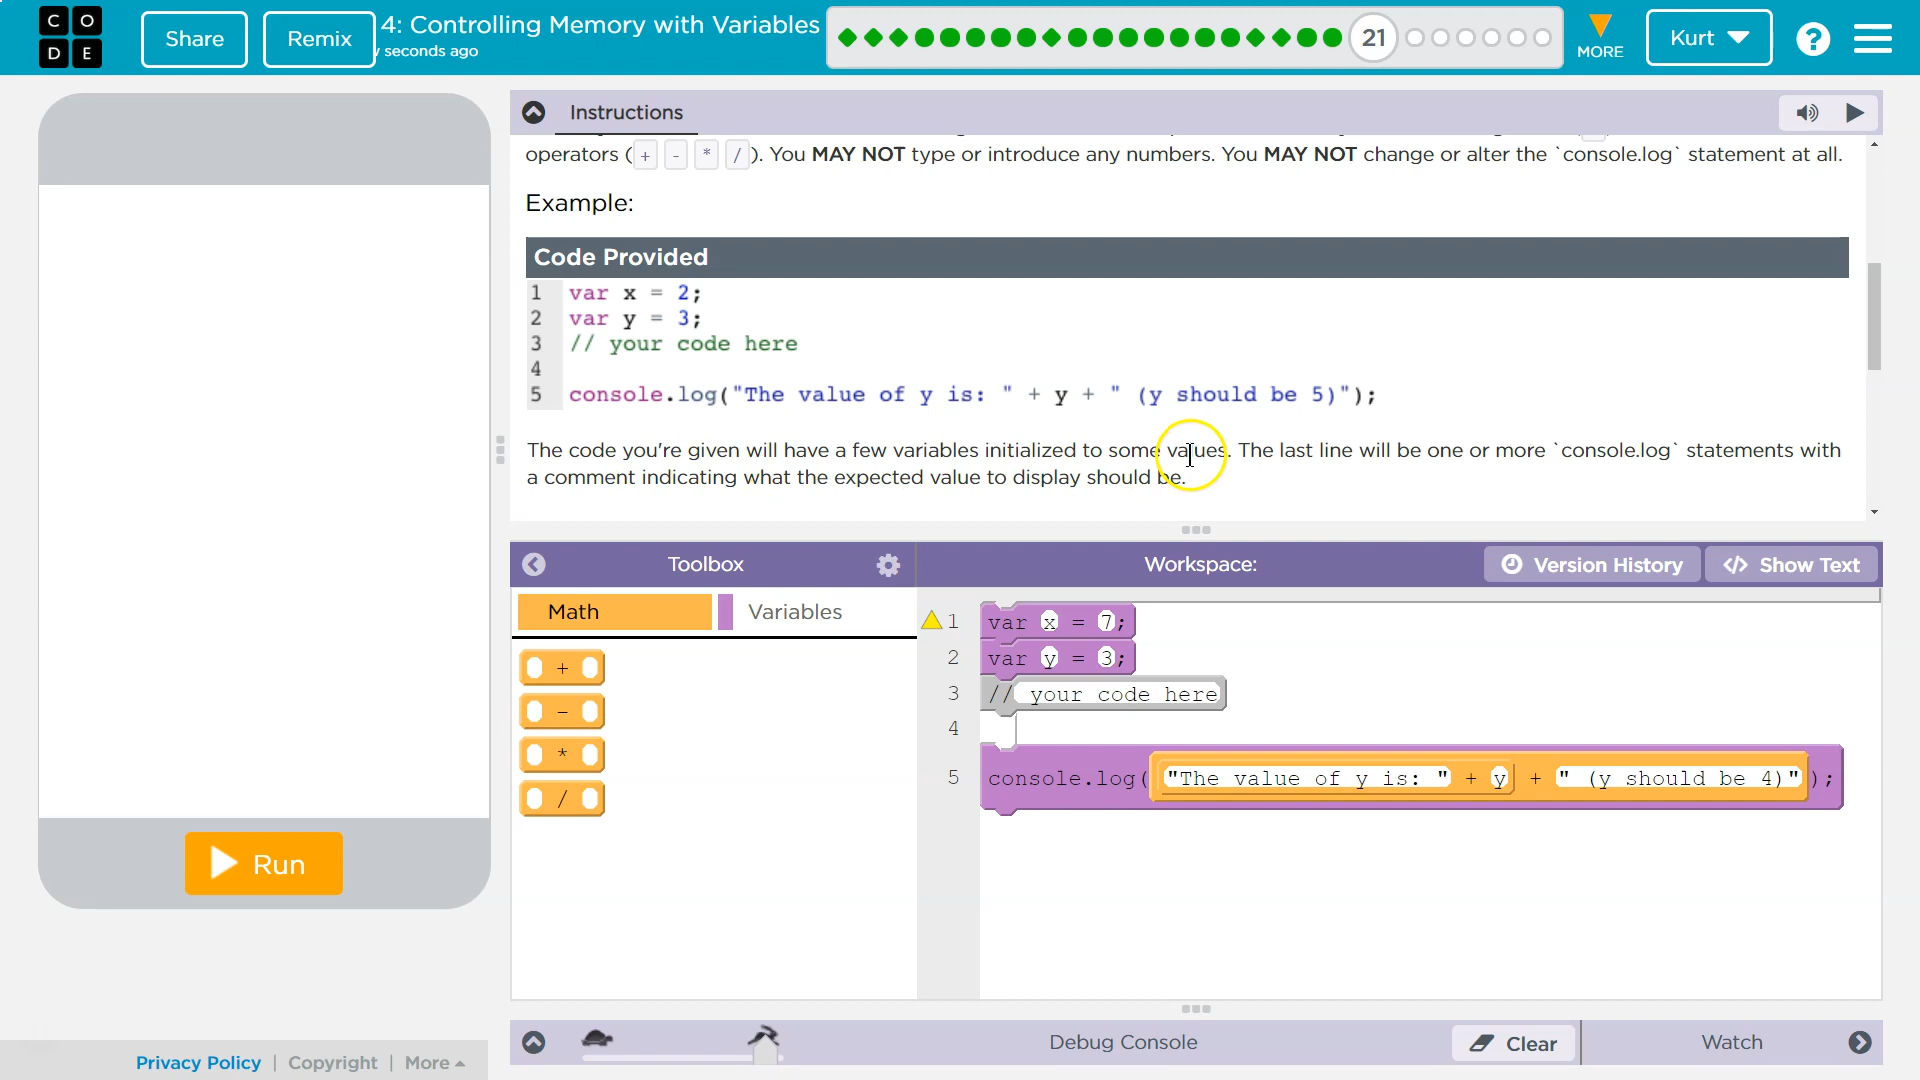 C O
D E
Share
Remix
4: Controlling Memory with Variables
seconds ago
21
MORE
Kurt
?
Instructions
operators ( + - * / ). You MAY NOT type or introduce any numbers. You MAY NOT change or alter the `console.log` statement at all.
Example:
Code Provided
1 var x = 2;
2 var y = 3;
3 // your code here
4
5 console.log("The value of y is: " + y + " (y should be 5)");
The code you're given will have a few variables initialized to some values. The last line will be one or more `console.log` statements with
a comment indicating what the expected value to display should be.
Toolbox
Workspace:
Version History
</> Show Text
Math
Variables
+
-
*
/
1 var x = 7;
2 var y = 3;
3 // your code here
4
5 console.log("The value of y is: " + y + " (y should be 4)");
Run
Debug Console
Clear
Watch
Privacy Policy | Copyright | More